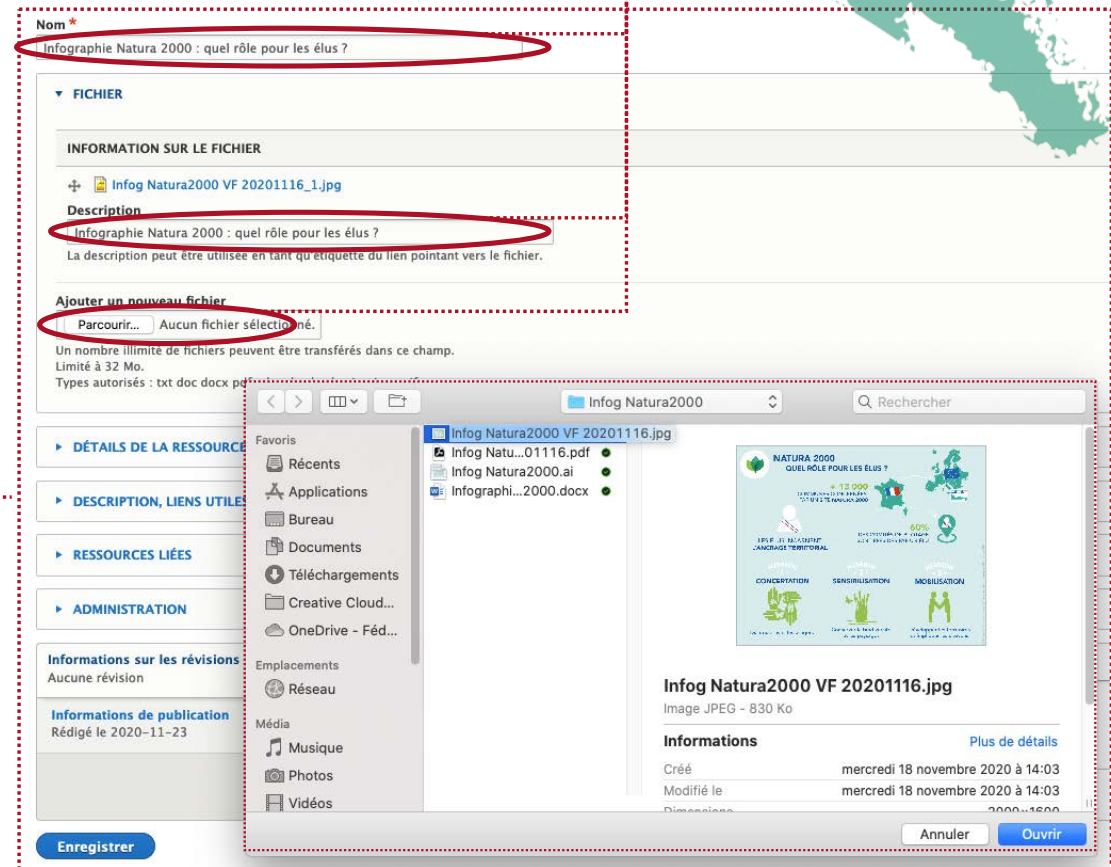 Nom *
Infographie Natura 2000 : quel rôle pour les élus ?
FICHIER
INFORMATION SUR LE FICHIER
Infog Natura2000 VF 20201116_1.jpg
Description
Infographie Natura 2000 : quel rôle pour les élus ?
La description peut être utilisée en tant qu'étiquette du lien pointant vers le fichier.
Ajouter un nouveau fichier
Parcourir... Aucun fichier sélectionné.
Un nombre illimité de fichiers peuvent être transférés dans ce champ.
Limité à 32 Mo.
Types autorisés : txt doc docx
DÉTAILS DE LA RESSOURCE
DESCRIPTION, LIENS UTILES
RESSOURCES LIÉES
ADMINISTRATION
Informations sur les révisions
Aucune révision
Informations de publication
Rédigé le 2020-11-23
Enregistrer
Infog Natura2000
Rechercher
Favoris
Récents
Applications
Bureau
Documents
Téléchargements
Creative Cloud...
OneDrive - Féd...
Emplacements
Réseau
Média
Musique
Photos
Vidéos
Infog Natura2000 VF 20201116.jpg
Infog Natu...01116.pdf
Infog Natura2000.ai
Infographi...2000.docx
NATURA 2000
QUEL RÔLE POUR LES ÉLUS ?
+ 13 000
60%
L'ANCRAGE TERRITORIAL
CONCERTATION
SENSIBILISATION
MOBILISATION
Infog Natura2000 VF 20201116.jpg
Image JPEG - 830 Ko
Informations
Plus de détails
Créé mercredi 18 novembre 2020 à 14:03
Modifié le mercredi 18 novembre 2020 à 14:03
Dimensions 2000×1600
Annuler
Ouvrir